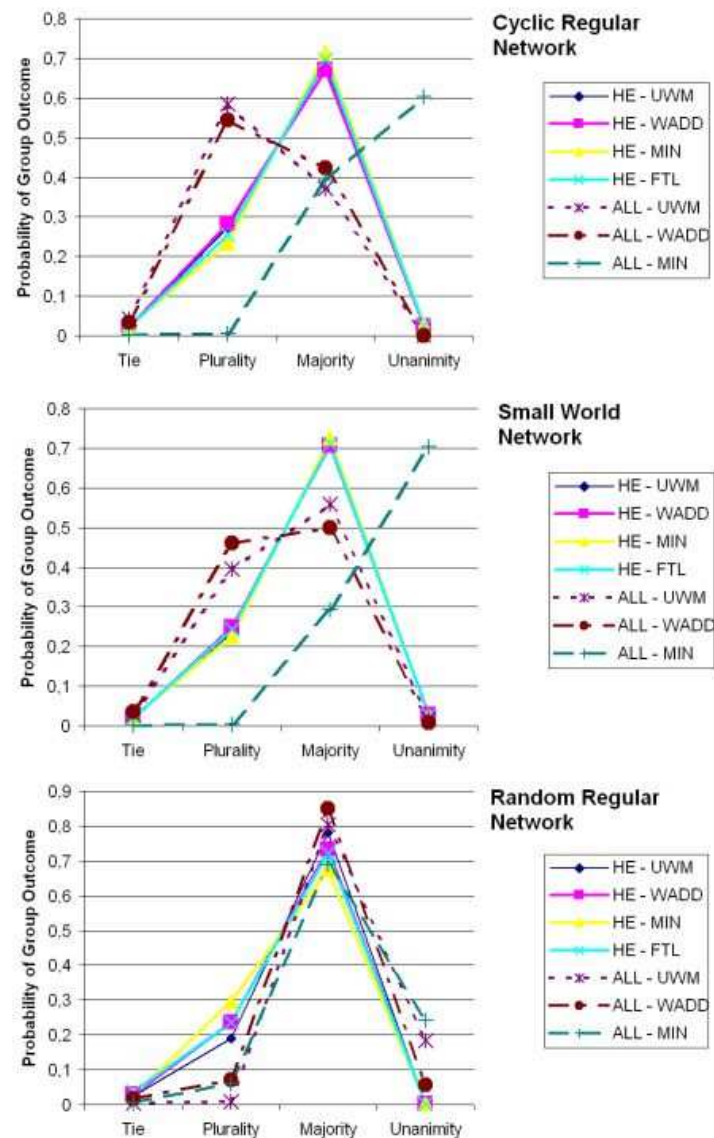 Cyclic Regular
Network
Probability of Group Outcome
0,8
0,7
0,6
0,5
0,4
0,3
0,2
0,1
0
Tie Plurality Majority Unanimity
HE - UWM
HE - WADD
HE - MIN
HE - FTL
ALL - UWM
ALL - WADD
ALL - MIN
Small World
Network
Probability of Group Outcome
0,8
0,7
0,6
0,5
0,4
0,3
0,2
0,1
0
Tie Plurality Majority Unanimity
HE - UWM
HE - WADD
HE - MIN
HE - FTL
ALL - UWM
ALL - WADD
ALL - MIN
Random Regular
Network
Probability of Group Outcome
0,9
0,8
0,7
0,6
0,5
0,4
0,3
0,2
0,1
0
Tie Plurality Majority Unanimity
HE - UWM
HE - WADD
HE - MIN
HE - FTL
ALL - UWM
ALL - WADD
ALL - MIN